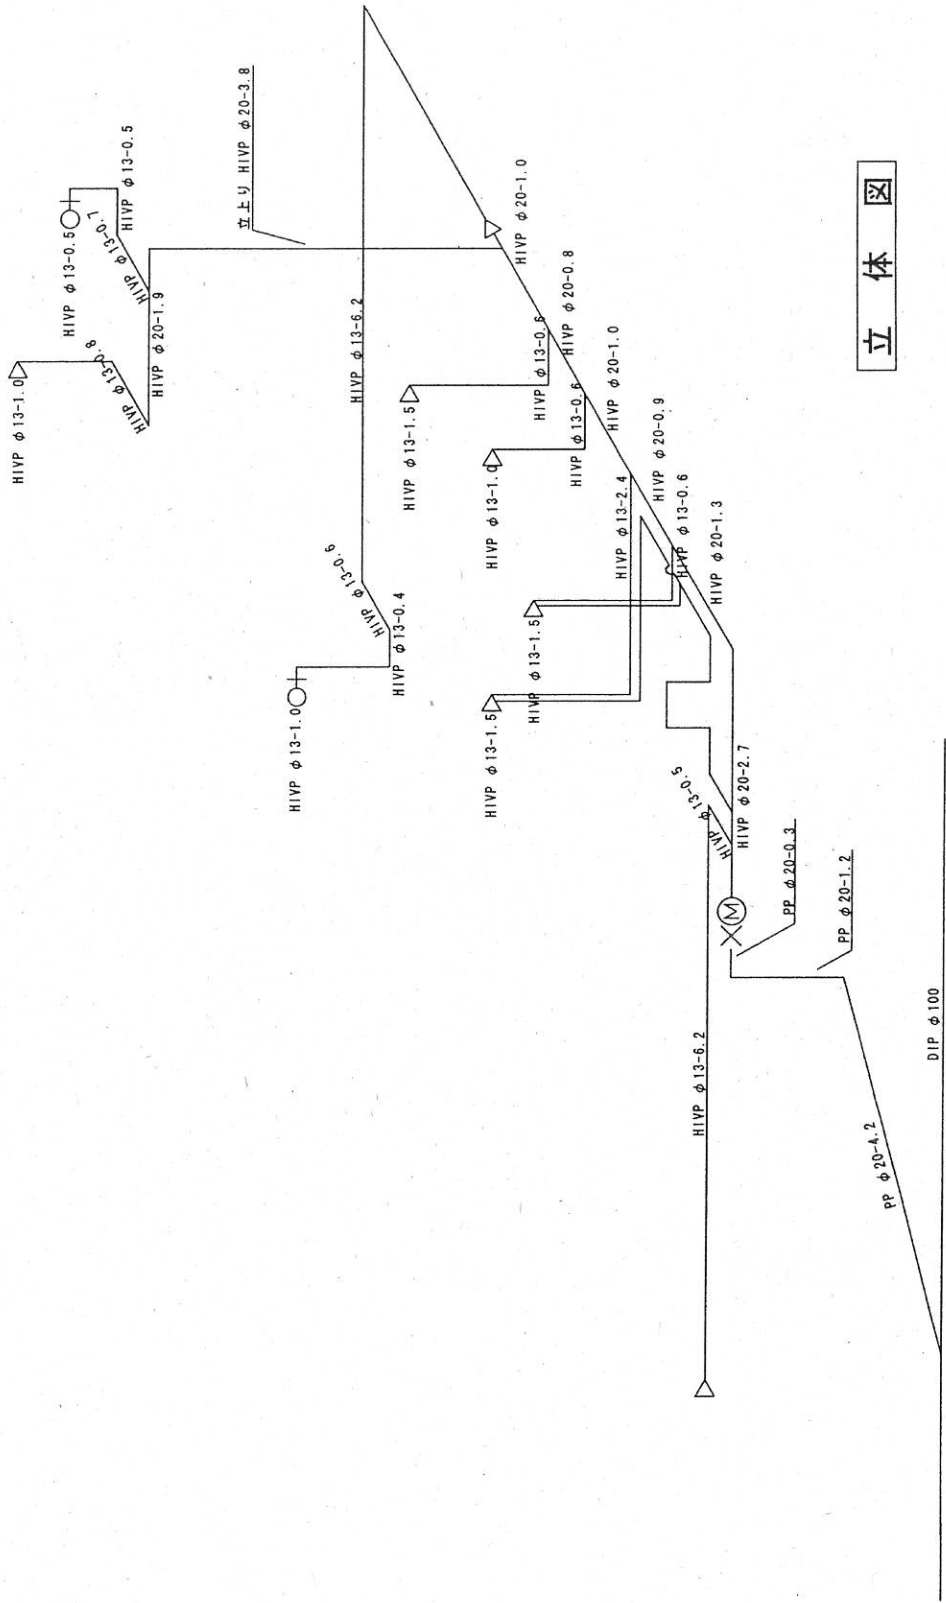 HIVP φ13-1.0
HIVP φ13-0.8
HIVP φ13-0.5
HIVP φ13-0.7
HIVP φ13-0.5
HIVP φ20-1.9
立上り HIVP φ20-3.8
HIVP φ13-6.2
HIVP φ13-0.6
HIVP φ13-0.4
HIVP φ13-1.0
HIVP φ20-1.0
HIVP φ13-1.5
HIVP φ13-0.6
HIVP φ20-0.8
HIVP φ13-1.0
HIVP φ13-0.6
HIVP φ20-1.0
HIVP φ13-2.4
HIVP φ20-0.9
HIVP φ13-0.6
HIVP φ20-1.3
HIVP φ13-1.5
HIVP φ13-1.5
HIVP φ13-0.5
HIVP φ20-2.7
M
PP φ20-0.3
PP φ20-1.2
HIVP φ13-6.2
PP φ20-4.2
DIP φ100
立体図